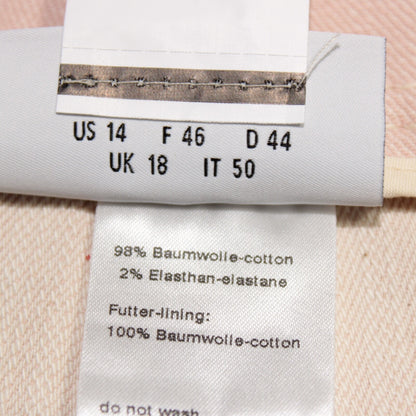 US 14 F 46 D 44
UK 18 IT 50
98% Baumwolle-cotton
2% Elasthan-elastane
Futter-lining:
100% Baumwolle-cotton
do not wash